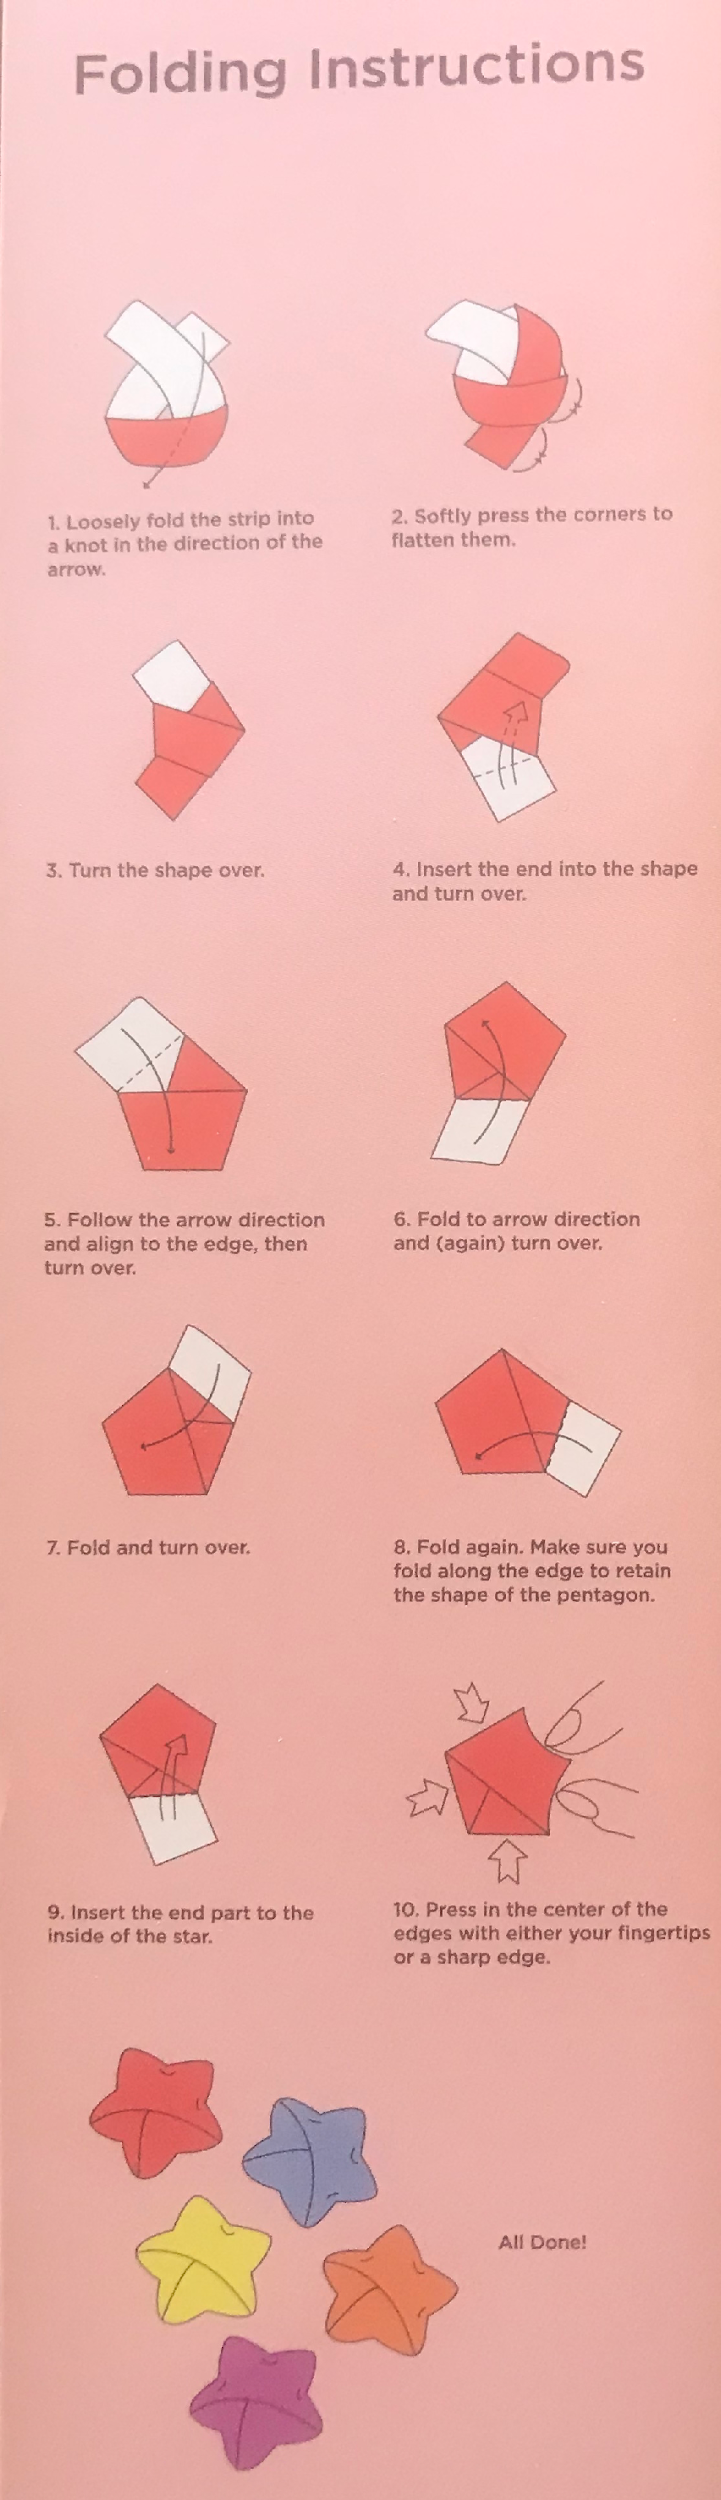 Folding Instructions
1. Loosely fold the strip into
a knot in the direction of the
arrow.
2. Softly press the corners to
flatten them.
3. Turn the shape over.
4. Insert the end into the shape
and turn over.
5. Follow the arrow direction
and align to the edge, then
turn over.
6. Fold to arrow direction
and (again) turn over.
7. Fold and turn over.
8. Fold again. Make sure you
fold along the edge to retain
the shape of the pentagon.
9. Insert the end part to the
inside of the star.
10. Press in the center of the
edges with either your fingertips
or a sharp edge.
All Done!